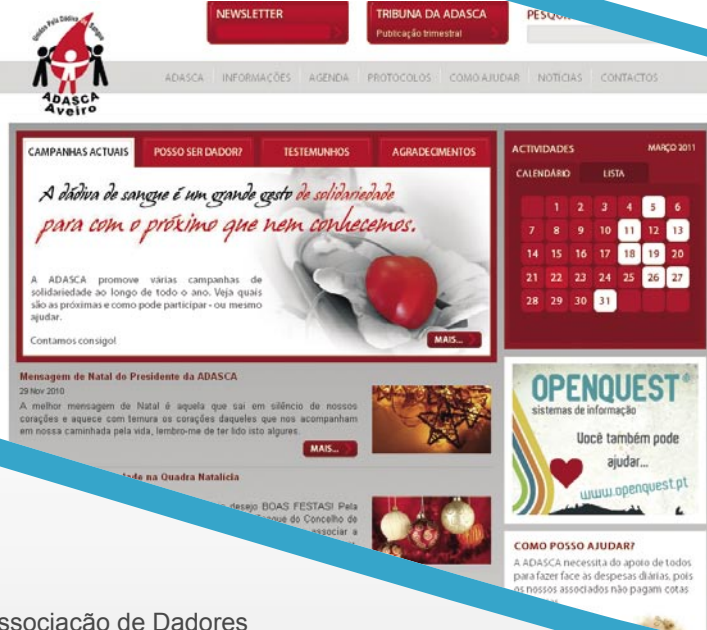 Unidos Pela Dádiva de Sangue
ADASCA
Aveiro
NEWSLETTER
TRIBUNA DA ADASCA
Publicação trimestral
ADASCA INFORMAÇÕES AGENDA PROTOCOLOS COMO AJUDAR NOTÍCIAS CONTACTOS
CAMPANHAS ACTUAIS POSSO SER DADOR? TESTEMUNHOS AGRADECIMENTOS
A dádiva de sangue é um grande gesto de solidariedade
para com o próximo que nem conhecemos.
A ADASCA promove várias campanhas de
solidariedade ao longo de todo o ano. Veja quais
são as próximas e como pode participar - ou mesmo
ajudar.
Contamos consigo!
MAIS...
ACTIVIDADES MARÇO 2011
CALENDÁRIO LISTA
1 2 3 4 5 6
7 8 9 10 11 12 13
14 15 16 17 18 19 20
21 22 23 24 25 26 27
28 29 30 31
Mensagem de Natal do Presidente da ADASCA
29 Nov 2010
A melhor mensagem de Natal é aquela que sai em silêncio de nossos
corações e aquece com ternura os corações daqueles que nos acompanham
em nossa caminhada pela vida, lembro-me de ter lido isto algures.
MAIS...
na Quadra Natalícia
desejo BOAS FESTAS! Pela
do Concelho de
associar a
OPENQUEST®
sistemas de informação
Você também pode
ajudar...
www.openquest.pt
COMO POSSO AJUDAR?
A ADASCA necessita do apoio de todos
para fazer face às despesas diárias, pois
os nossos associados não pagam cotas
ssociação de Dadores